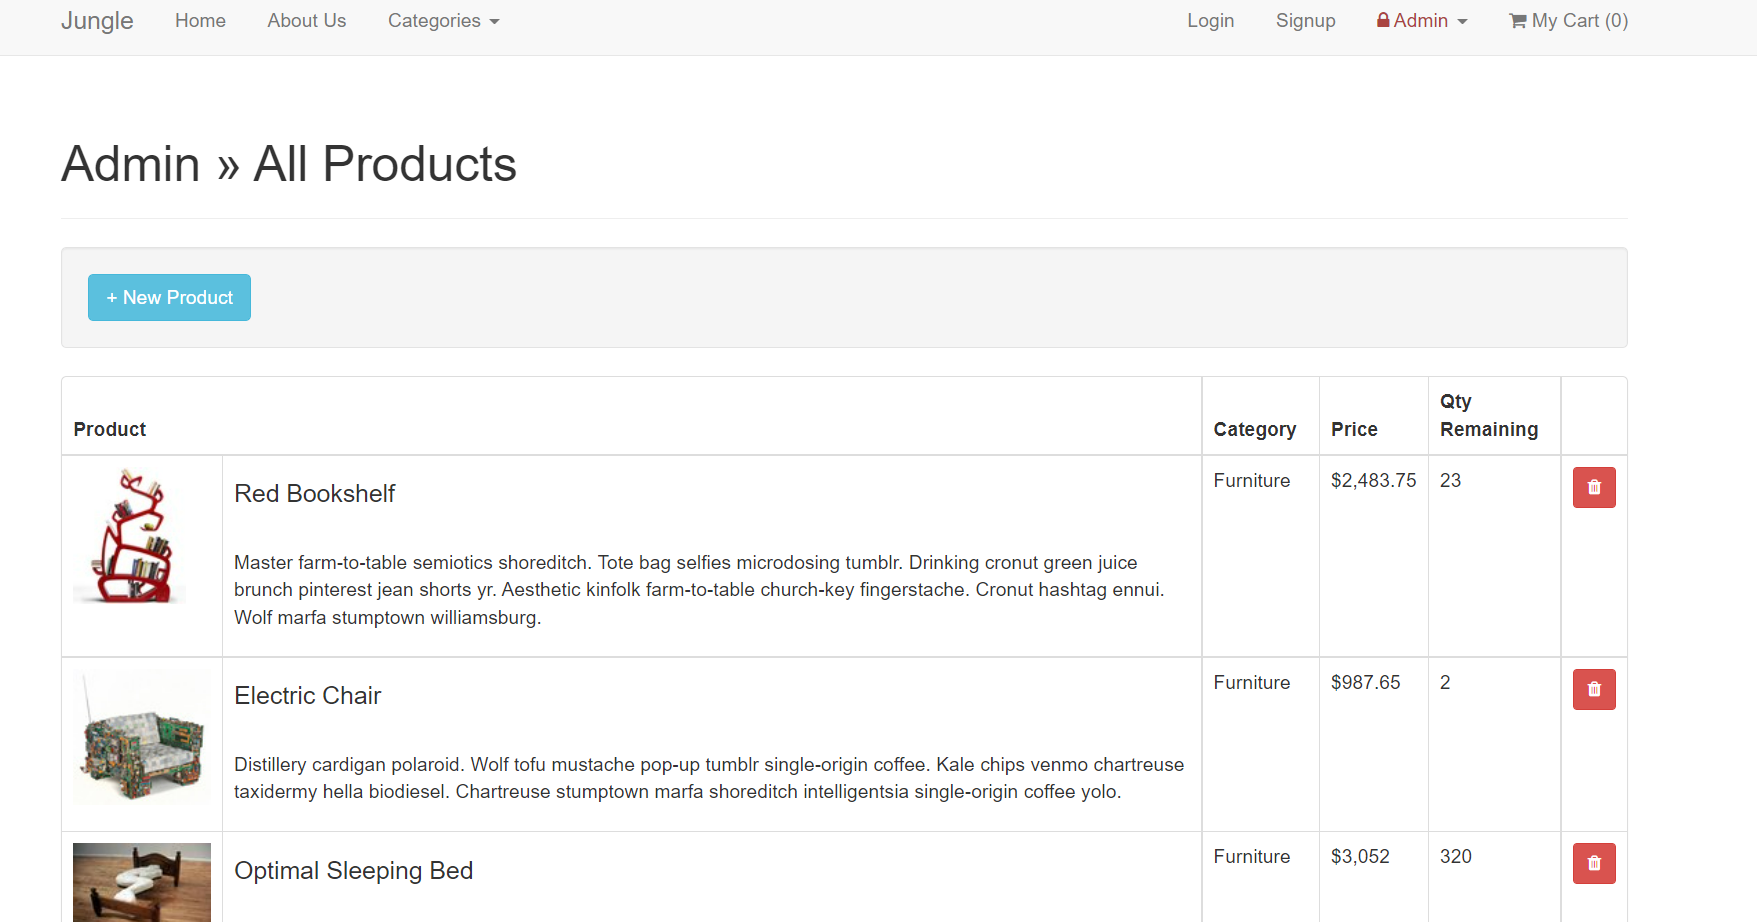 Jungle Home About Us Categories Login Signup Admin My Cart (0)
Admin » All Products
+ New Product
Product Category Price Qty Remaining
Red Bookshelf Furniture $2,483.75 23
Master farm-to-table semiotics shoreditch. Tote bag selfies microdosing tumblr. Drinking cronut green juice
brunch pinterest jean shorts yr. Aesthetic kinfolk farm-to-table church-key fingerstache. Cronut hashtag ennui.
Wolf marfa stumptown williamsburg.
Electric Chair Furniture $987.65 2
Distillery cardigan polaroid. Wolf tofu mustache pop-up tumblr single-origin coffee. Kale chips venmo chartreuse
taxidermy hella biodiesel. Chartreuse stumptown marfa shoreditch intelligentsia single-origin coffee yolo.
Optimal Sleeping Bed Furniture $3,052 320